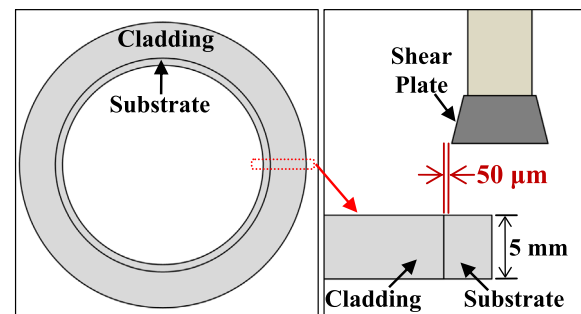 Cladding
Substrate
Shear
Plate
50 µm
5 mm
Cladding
Substrate